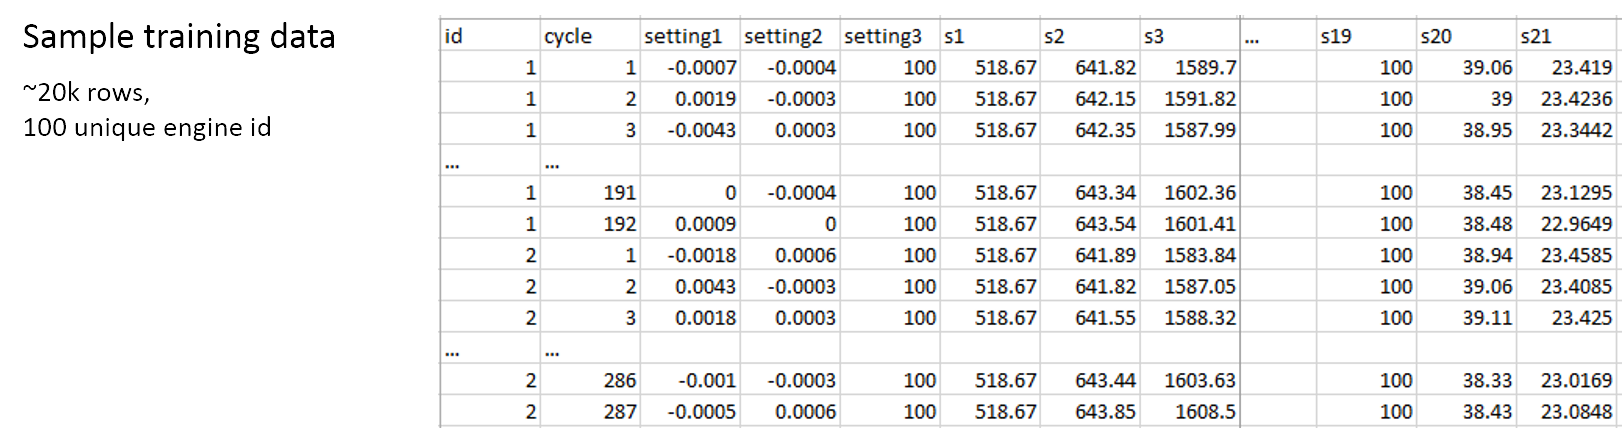 Sample training data
~20k rows,
100 unique engine id
id cycle setting1 setting2 setting3 s1 s2 s3 ... s19 s20 s21
1 1 -0.0007 -0.0004 100 518.67 641.82 1589.7 100 39.06 23.419
1 2 0.0019 -0.0003 100 518.67 642.15 1591.82 100 39 23.4236
1 3 -0.0043 0.0003 100 518.67 642.35 1587.99 100 38.95 23.3442
... ...
1 191 0 -0.0004 100 518.67 643.34 1602.36 100 38.45 23.1295
1 192 0.0009 0 100 518.67 643.54 1601.41 100 38.48 22.9649
2 1 -0.0018 0.0006 100 518.67 641.89 1583.84 100 38.94 23.4585
2 2 0.0043 -0.0003 100 518.67 641.82 1587.05 100 39.06 23.4085
2 3 0.0018 0.0003 100 518.67 641.55 1588.32 100 39.11 23.425
... ...
2 286 -0.001 -0.0003 100 518.67 643.44 1603.63 100 38.33 23.0169
2 287 -0.0005 0.0006 100 518.67 643.85 1608.5 100 38.43 23.0848